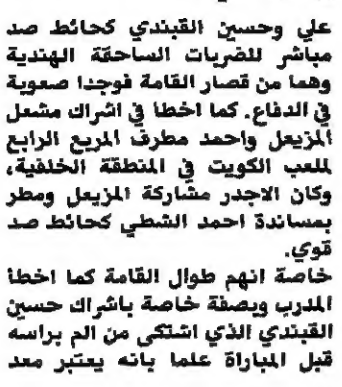 علي وحسين القبندي كحائط صد
مباشر للضربات الساحقة الهندية
وهما من قصار القامة فوجدا صعوبة
في الدفاع. كما اخطا في اشراك مشعل
المزيعل واحمد مطرف المربع الرابع
لملعب الكويت في المنطقة الخلفية،
وكان الاجدر مشاركة المزيعل ومطر
بمساندة احمد الشطي كحائط صد
قوي.
خاصة انهم طوال القامة كما اخطا
المدرب وبصفة خاصة باشراك حسين
القبندي الذي اشتكى من الم براسه
قبل المباراة علما بانه يعتبر معد